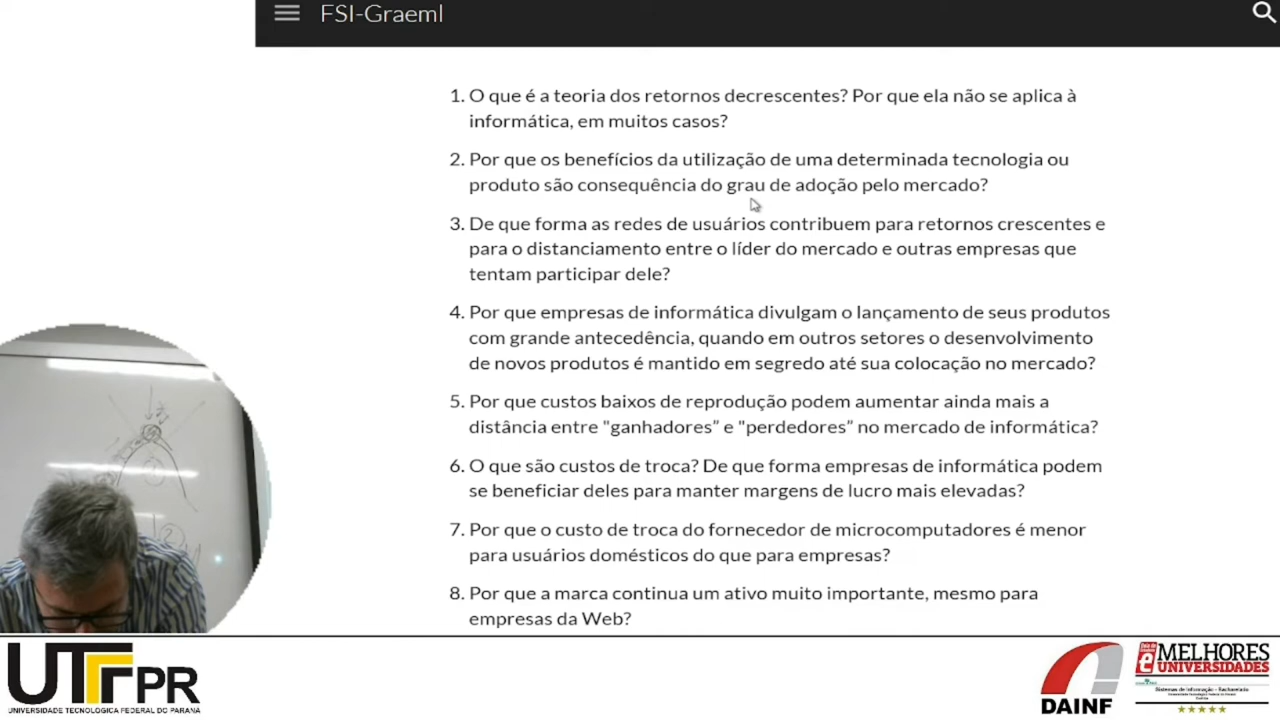 FSI-Graeml
1. O que é a teoria dos retornos decrescentes? Por que ela não se aplica à
informática, em muitos casos?
2. Por que os benefícios da utilização de uma determinada tecnologia ou
produto são consequência do grau de adoção pelo mercado?
3. De que forma as redes de usuários contribuem para retornos crescentes e
para o distanciamento entre o líder do mercado e outras empresas que
tentam participar dele?
4. Por que empresas de informática divulgam o lançamento de seus produtos
com grande antecedência, quando em outros setores o desenvolvimento
de novos produtos é mantido em segredo até sua colocação no mercado?
5. Por que custos baixos de reprodução podem aumentar ainda mais a
distância entre "ganhadores” e "perdedores” no mercado de informática?
6. O que são custos de troca? De que forma empresas de informática podem
se beneficiar deles para manter margens de lucro mais elevadas?
7. Por que o custo de troca do fornecedor de microcomputadores é menor
para usuários domésticos do que para empresas?
8. Por que a marca continua um ativo muito importante, mesmo para
empresas da Web?
UTFPR
UNIVERSIDADE TECNOLÓGICA FEDERAL DO PARANÁ
DAINF
MELHORES
UNIVERSIDADES
Sistemas de Informação - Bacharelado